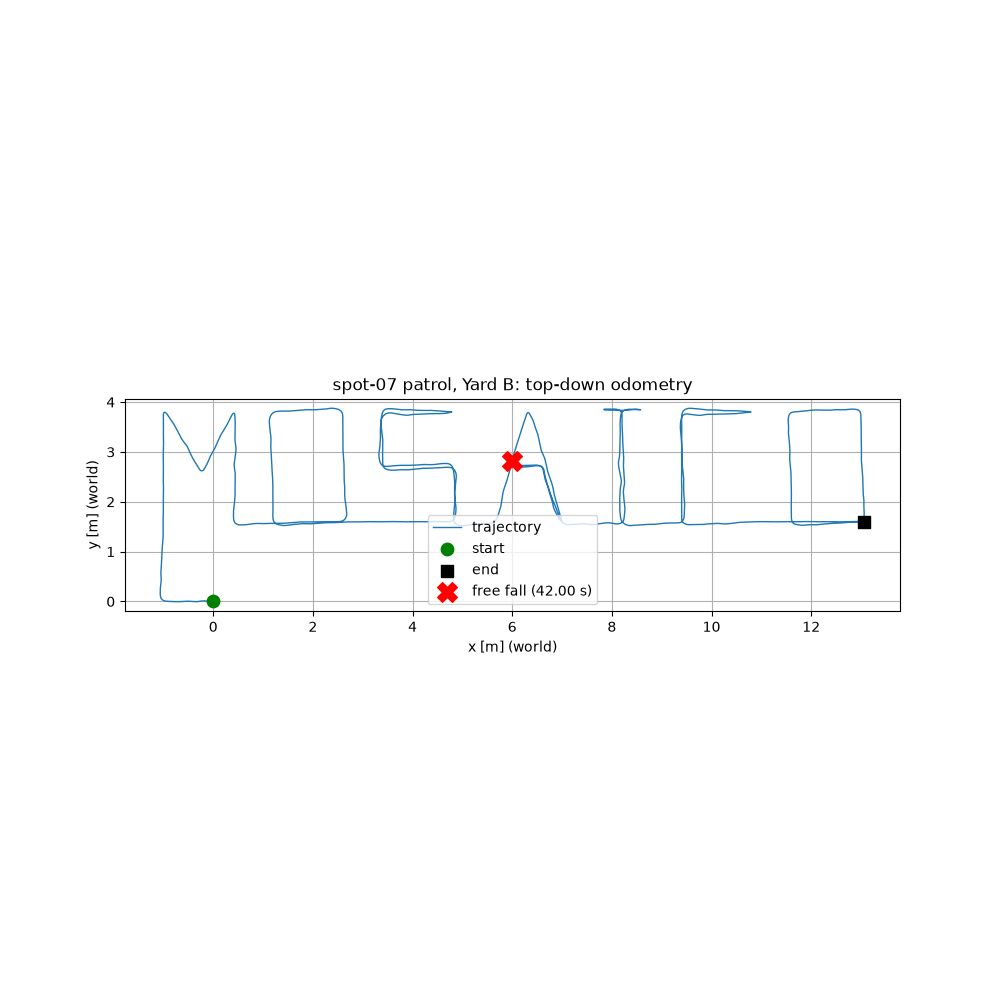 spot-07 patrol, Yard B: top-down odometry
y [m] (world)
4
3
2
1
0
MOSAICO
trajectory
start
end
free fall (42.00 s)
0 2 4 6 8 10 12
x [m] (world)